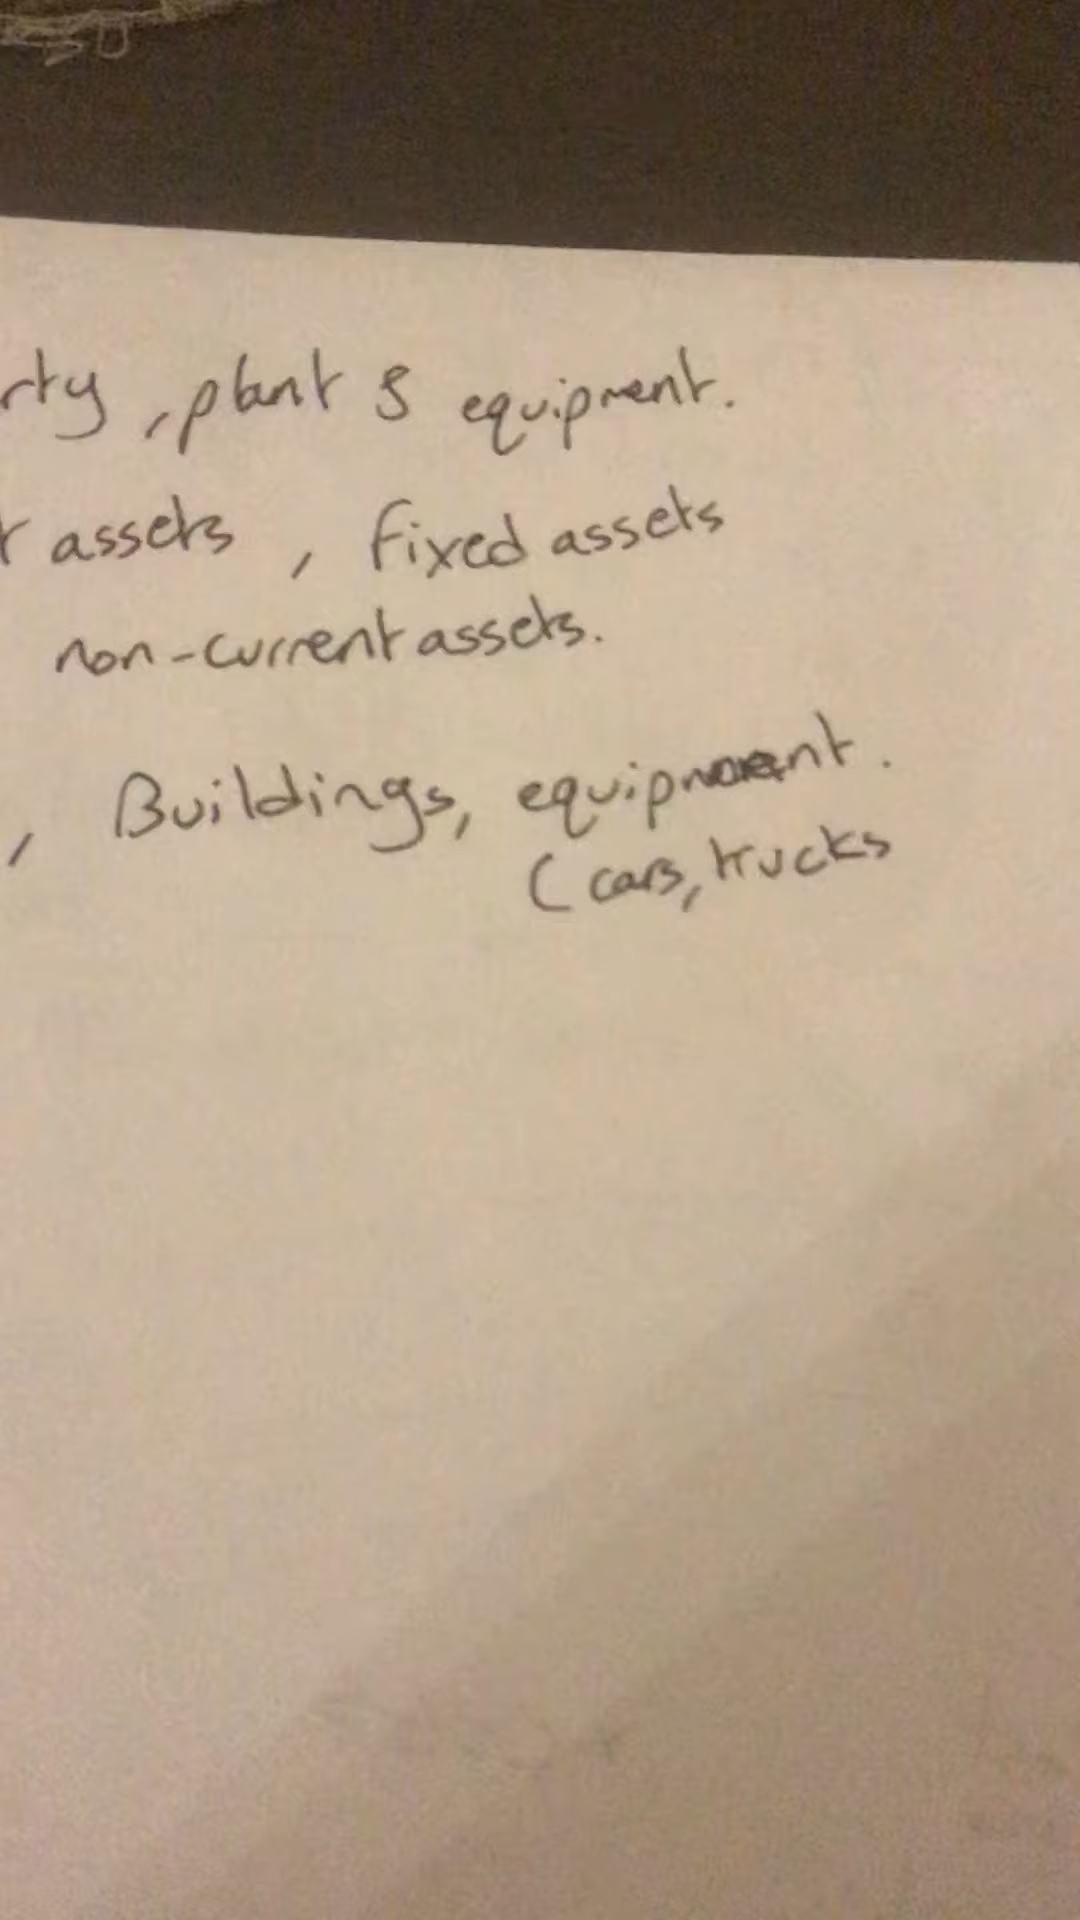 rty, plant & equipment.
t assets, fixed assets
non-current assets.
, Buildings, equipment.
(cars, trucks